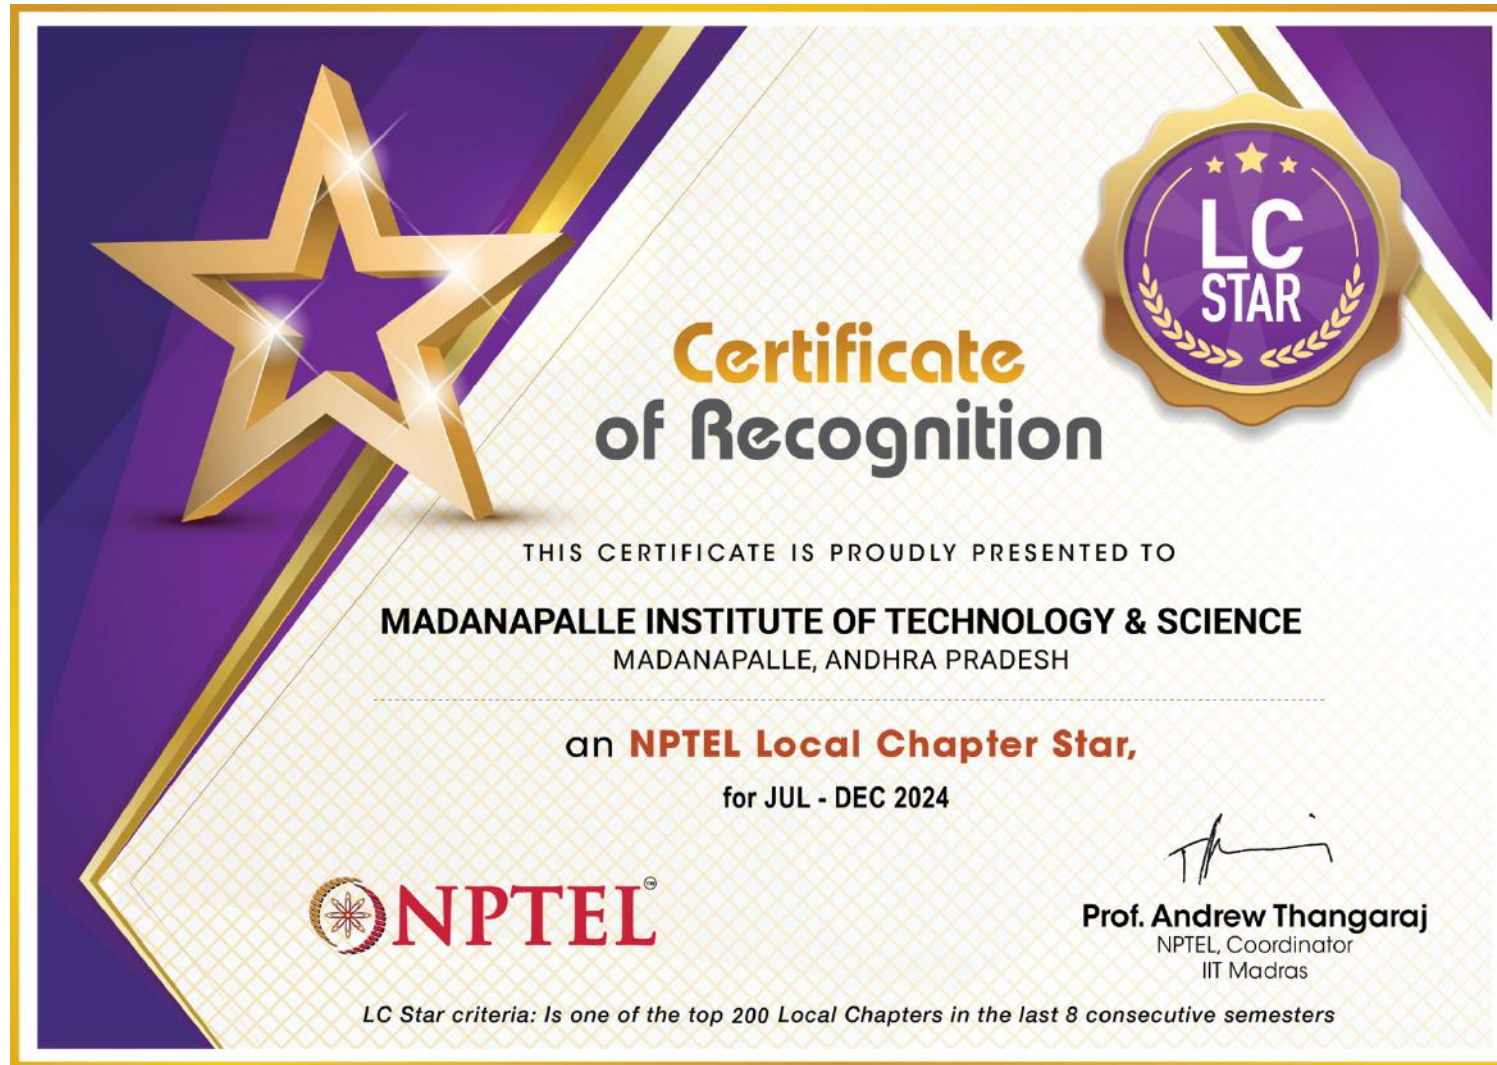 LC
STAR
Certificate
of Recognition
THIS CERTIFICATE IS PROUDLY PRESENTED TO
MADANAPALLE INSTITUTE OF TECHNOLOGY & SCIENCE
MADANAPALLE, ANDHRA PRADESH
an NPTEL Local Chapter Star,
for JUL - DEC 2024
NPTEL™
Prof. Andrew Thangaraj
NPTEL, Coordinator
IIT Madras
LC Star criteria: Is one of the top 200 Local Chapters in the last 8 consecutive semesters